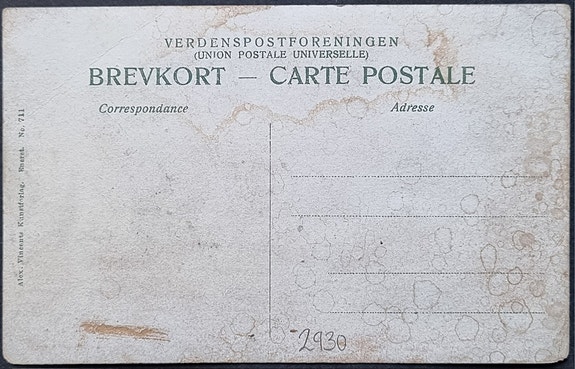 VERDENSPOSTFORENINGEN
(UNION POSTALE UNIVERSELLE)
BREVKORT — CARTE POSTALE
Correspondance
Adresse
Alex. Vincents Kunstforlag. Eneret. No. 711
2930